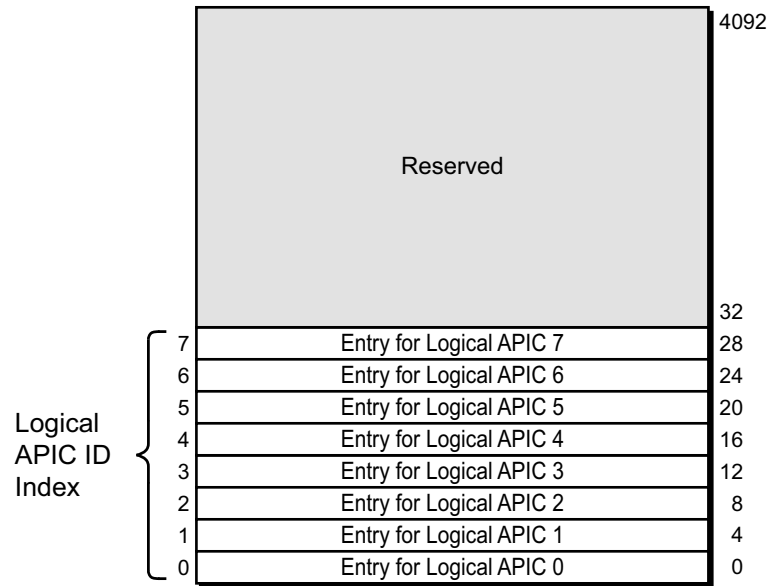 4092
Reserved
32
7 Entry for Logical APIC 7 28
6 Entry for Logical APIC 6 24
5 Entry for Logical APIC 5 20
4 Entry for Logical APIC 4 16
3 Entry for Logical APIC 3 12
2 Entry for Logical APIC 2 8
1 Entry for Logical APIC 1 4
0 Entry for Logical APIC 0 0
Logical
APIC ID
Index